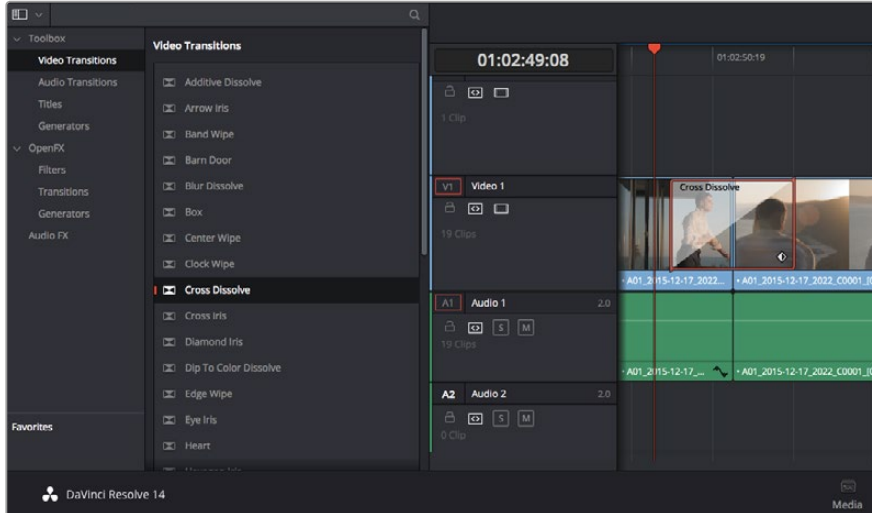 Toolbox
Video Transitions
Audio Transitions
Titles
Generators
OpenFX
Filters
Transitions
Generators
Audio FX
Favorites
Video Transitions
Additive Dissolve
Arrow Iris
Band Wipe
Barn Door
Blur Dissolve
Box
Center Wipe
Clock Wipe
Cross Dissolve
Cross Iris
Diamond Iris
Dip To Color Dissolve
Edge Wipe
Eye Iris
Heart
01:02:49:08
01:02:50:19
1 Clip
V1 Video 1
19 Clips
Cross Dissolve
A01_2015-12-17_2022... A01_2015-12-17_2022_C0001_
A1 Audio 1 2.0
S M
19 Clips
A01_2015-12-17_... A01_2015-12-17_2022_C0001_
A2 Audio 2 2.0
S M
0 Clip
DaVinci Resolve 14
Media